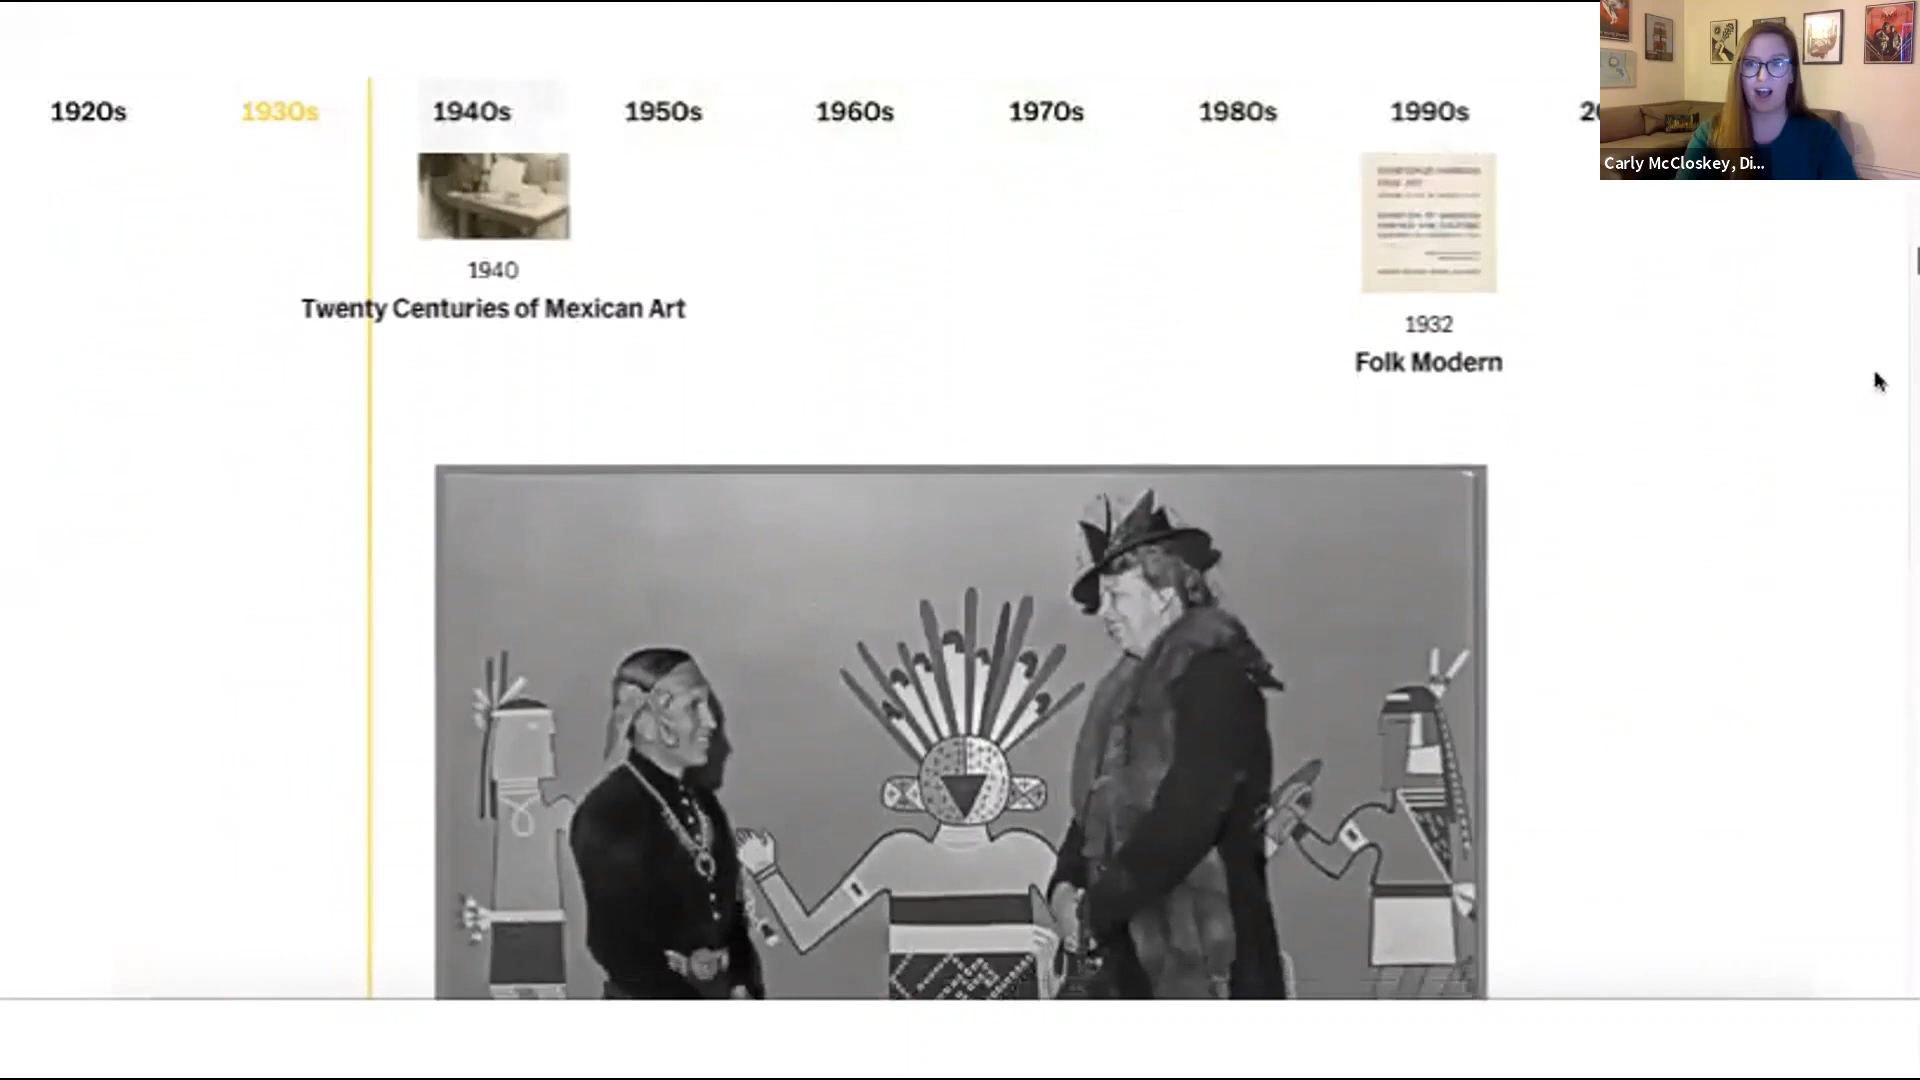 1920s
1930s
1940s
1950s
1960s
1970s
1980s
1990s
Carly McCloskey, Di...
1940
Twenty Centuries of Mexican Art
1932
Folk Modern